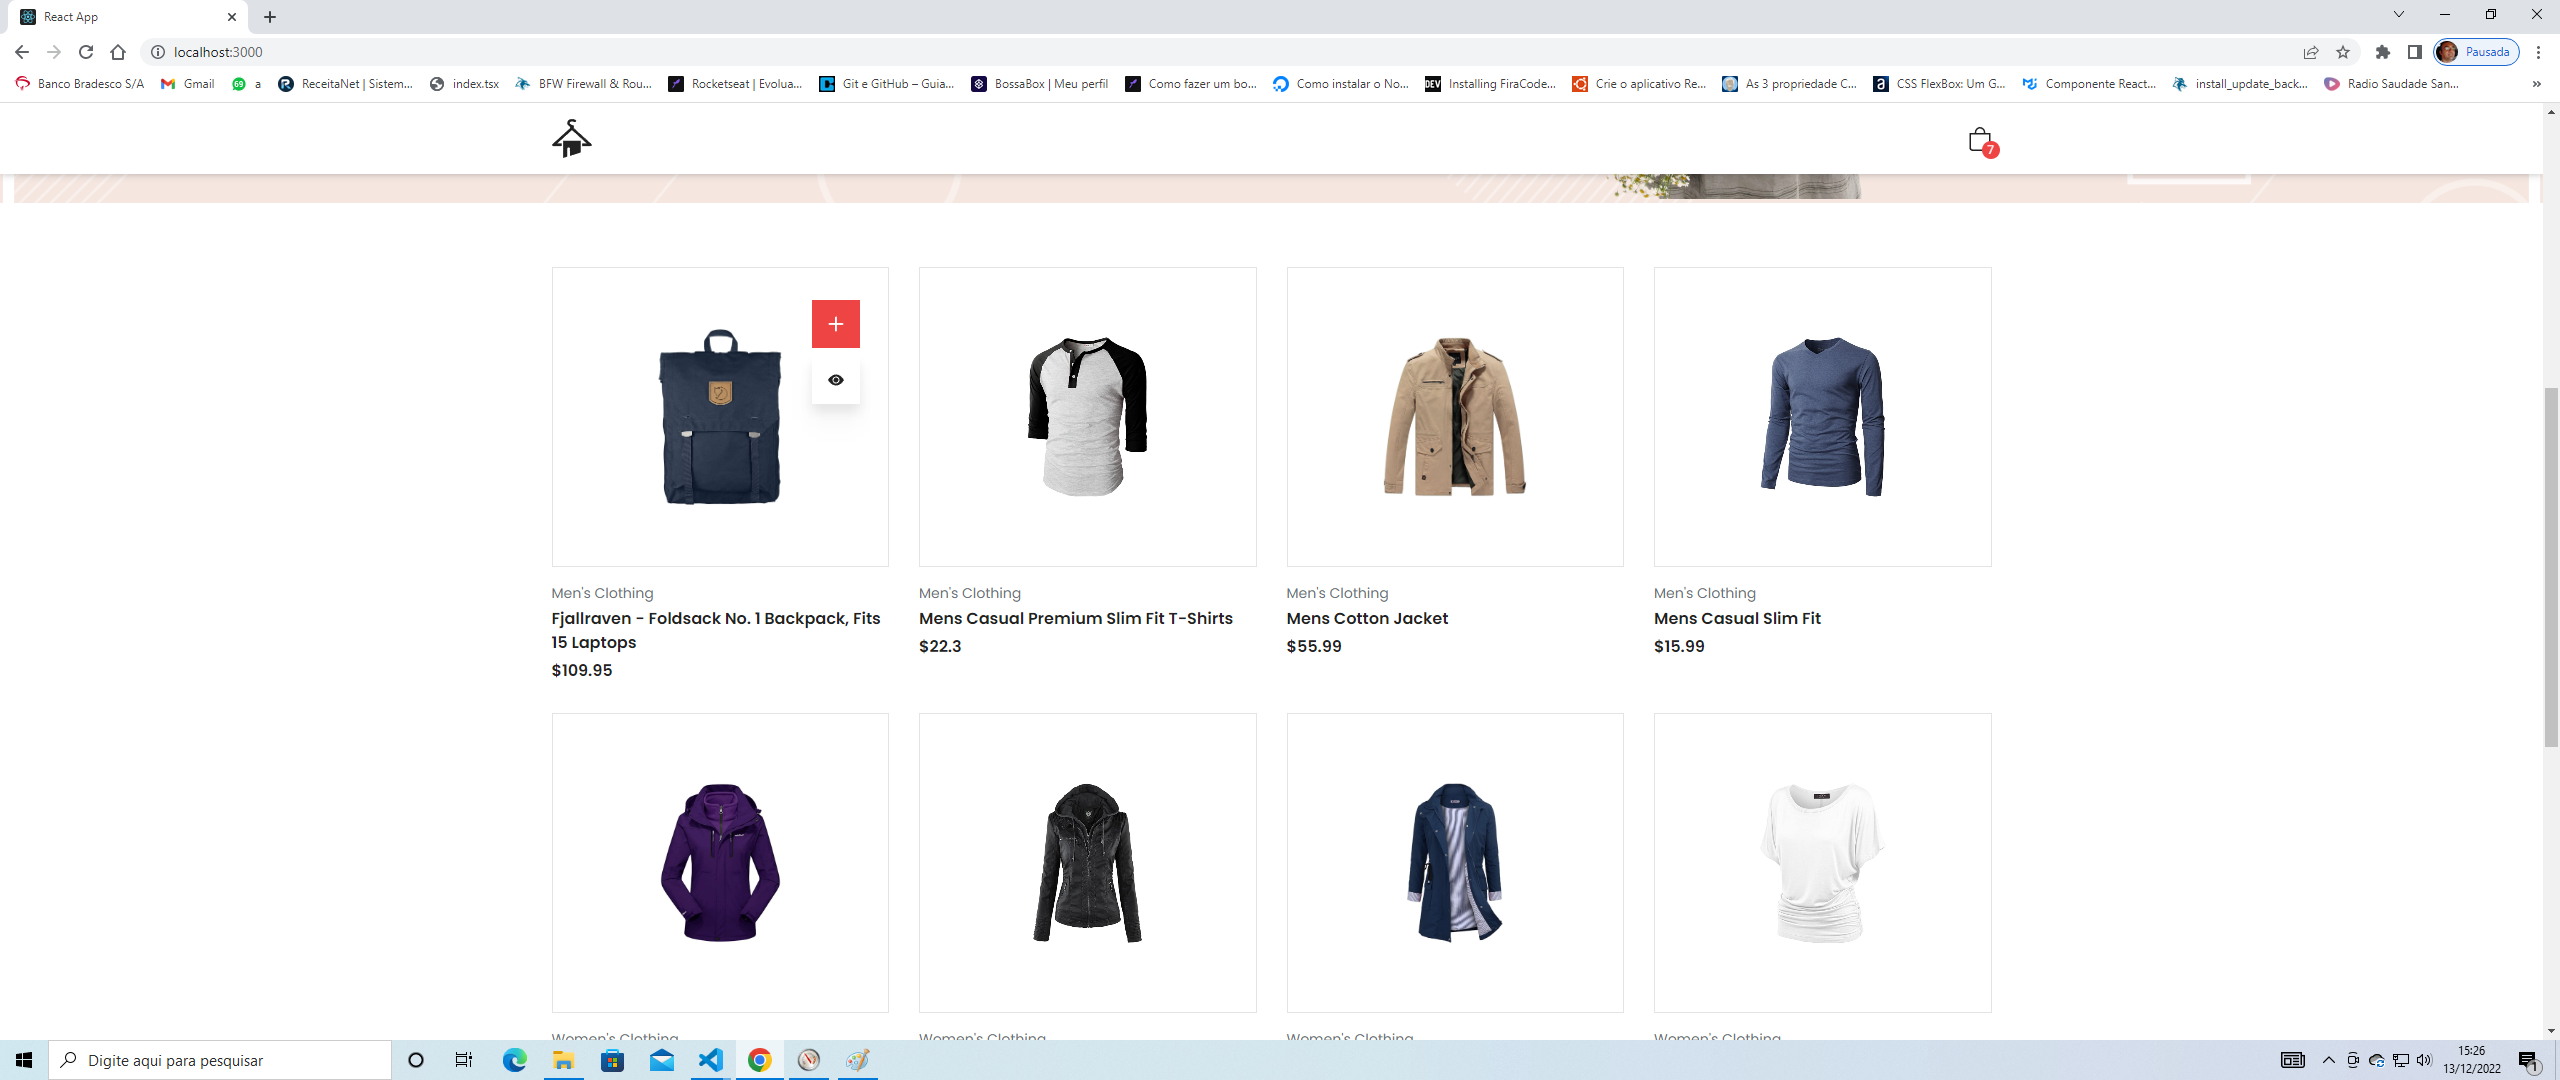 React App
localhost:3000
Pausada
Banco Bradesco S/A
Gmail
69 a
ReceitaNet | Sistem...
index.tsx
BFW Firewall & Rou...
Rocketseat | Evolua...
Git e GitHub – Guia...
BossaBox | Meu perfil
Como fazer um bo...
Como instalar o No...
DEV Installing FiraCode...
Crie o aplicativo Re...
As 3 propriedade C...
CSS FlexBox: Um G...
Componente React...
install_update_back...
Radio Saudade San...
»
7
Men's Clothing
Fjallraven - Foldsack No. 1 Backpack, Fits
15 Laptops
$109.95
Men's Clothing
Mens Casual Premium Slim Fit T-Shirts
$22.3
Men's Clothing
Mens Cotton Jacket
$55.99
Men's Clothing
Mens Casual Slim Fit
$15.99
Women's Clothing
Women's Clothing
Women's Clothing
Women's Clothing
Digite aqui para pesquisar
15:26
13/12/2022
1